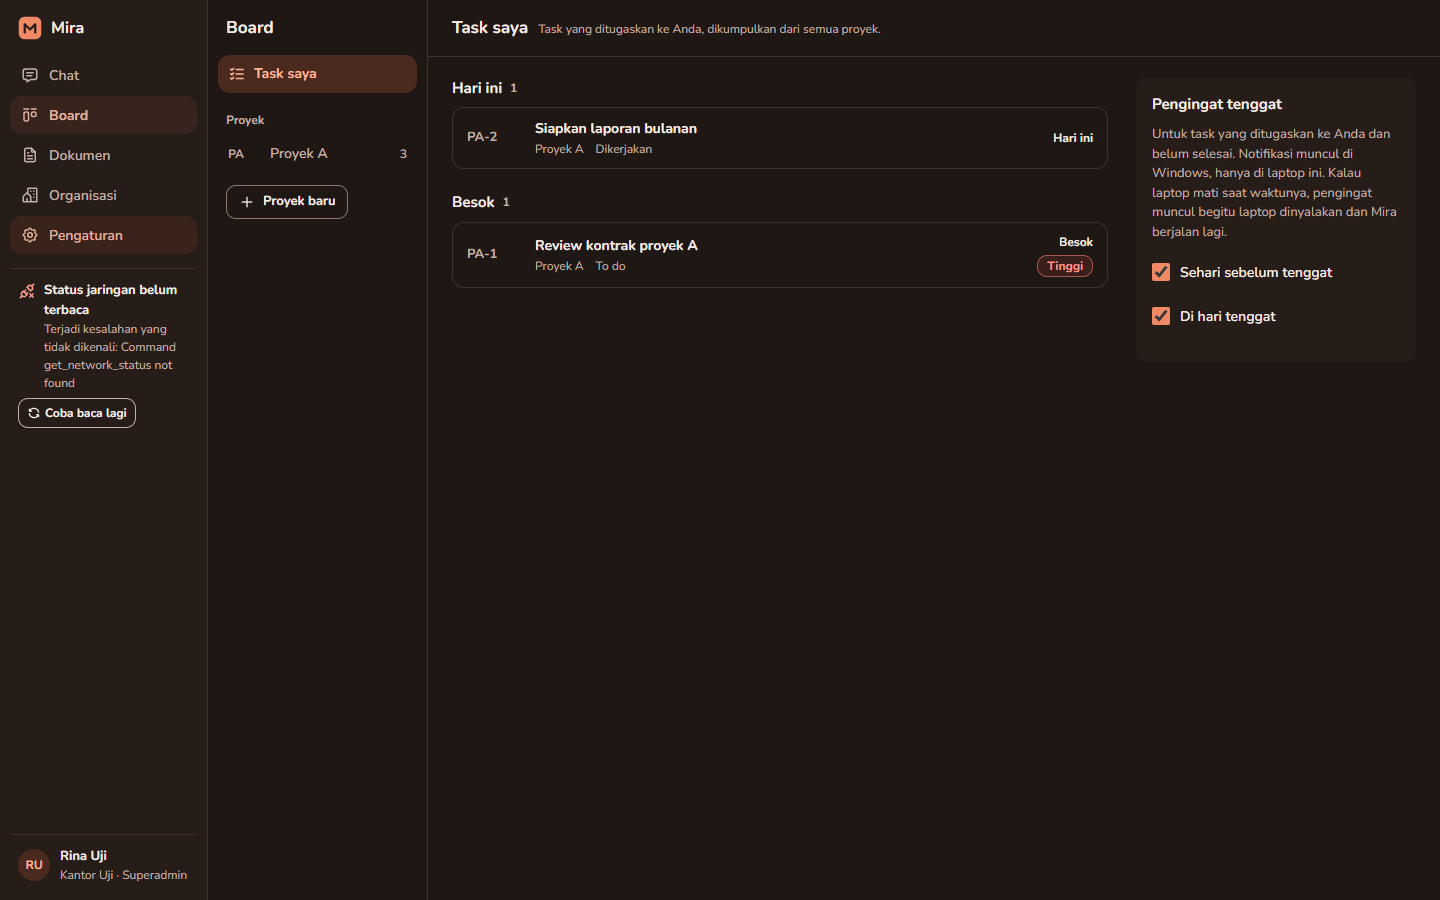 Mira
Chat
Board
Dokumen
Organisasi
Pengaturan
Status jaringan belum
terbaca
Terjadi kesalahan yang
tidak dikenali: Command
get_network_status not
found
Coba baca lagi
RU
Rina Uji
Kantor Uji · Superadmin
Board
Task saya
Proyek
PA Proyek A 3
Proyek baru
Task saya Task yang ditugaskan ke Anda, dikumpulkan dari semua proyek.
Hari ini 1
PA-2
Siapkan laporan bulanan
Proyek A Dikerjakan
Hari ini
Besok 1
PA-1
Review kontrak proyek A
Proyek A To do
Besok
Tinggi
Pengingat tenggat
Untuk task yang ditugaskan ke Anda dan
belum selesai. Notifikasi muncul di
Windows, hanya di laptop ini. Kalau
laptop mati saat waktunya, pengingat
muncul begitu laptop dinyalakan dan Mira
berjalan lagi.
Sehari sebelum tenggat
Di hari tenggat